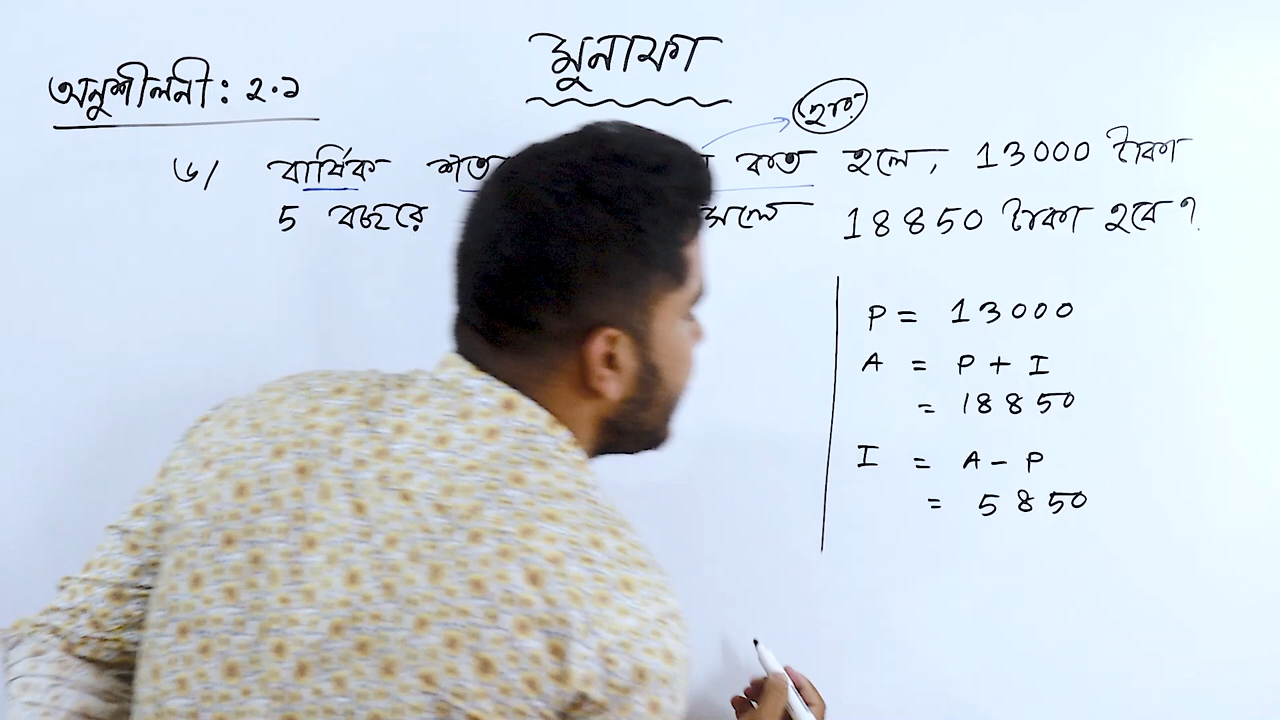 মুনাফা
অনুশীলনী: ২.১
হার
৬/ বার্ষিক কত হলে, 13000 টাকা
5 বছরে 18850 টাকা হবে?
P = 13000
A = P + I
= 18850
I = A - P
= 5850